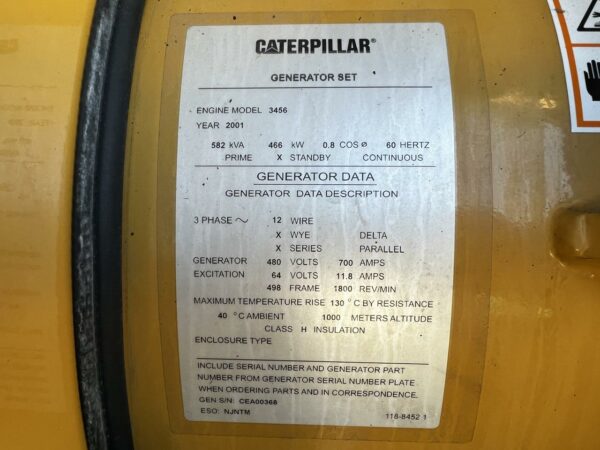 CATERPILLAR®
GENERATOR SET
ENGINE MODEL 3456
YEAR 2001
582 kVA 466 kW 0.8 COS Ø 60 HERTZ
PRIME X STANDBY CONTINUOUS
GENERATOR DATA
GENERATOR DATA DESCRIPTION
3 PHASE ~ 12 WIRE
X WYE DELTA
X SERIES PARALLEL
GENERATOR 480 VOLTS 700 AMPS
EXCITATION 64 VOLTS 11.8 AMPS
498 FRAME 1800 REV/MIN
MAXIMUM TEMPERATURE RISE 130 °C BY RESISTANCE
40 °C AMBIENT 1000 METERS ALTITUDE
CLASS H INSULATION
ENCLOSURE TYPE
INCLUDE SERIAL NUMBER AND GENERATOR PART
NUMBER FROM GENERATOR SERIAL NUMBER PLATE
WHEN ORDERING PARTS AND IN CORRESPONDENCE.
GEN S/N: CEA00368
ESO: NJNTM 118-8452 1